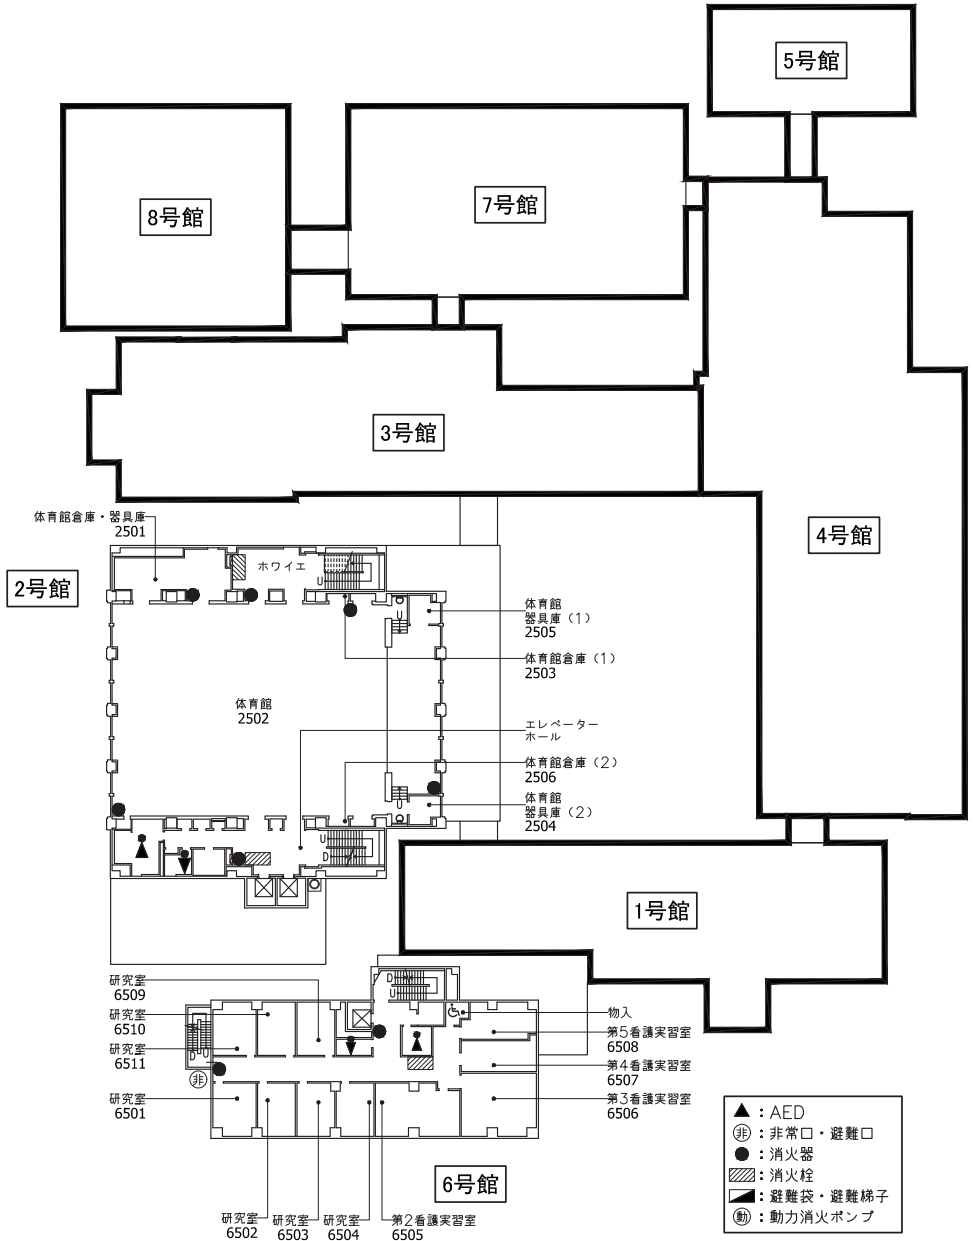 5号館
8号館
7号館
3号館
4号館
体育館倉庫・器具庫
2501
ホワイエ
U
2号館
体育館
器具庫（1）
2505
U
体育館倉庫（1）
2503
体育館
2502
エレベーター
ホール
体育館倉庫（2）
2506
体育館
器具庫（2）
2504
U
U
D
1号館
研究室
6509
D
U
研究室
6510
物入
第5看護実習室
6508
研究室
6511
D
U
第4看護実習室
6507
非
研究室
6501
第3看護実習室
6506
6号館
研究室
6502
研究室
6503
研究室
6504
第2看護実習室
6505
：AED
非：非常口・避難口
：消火器
：消火栓
：避難袋・避難梯子
動：動力消火ポンプ